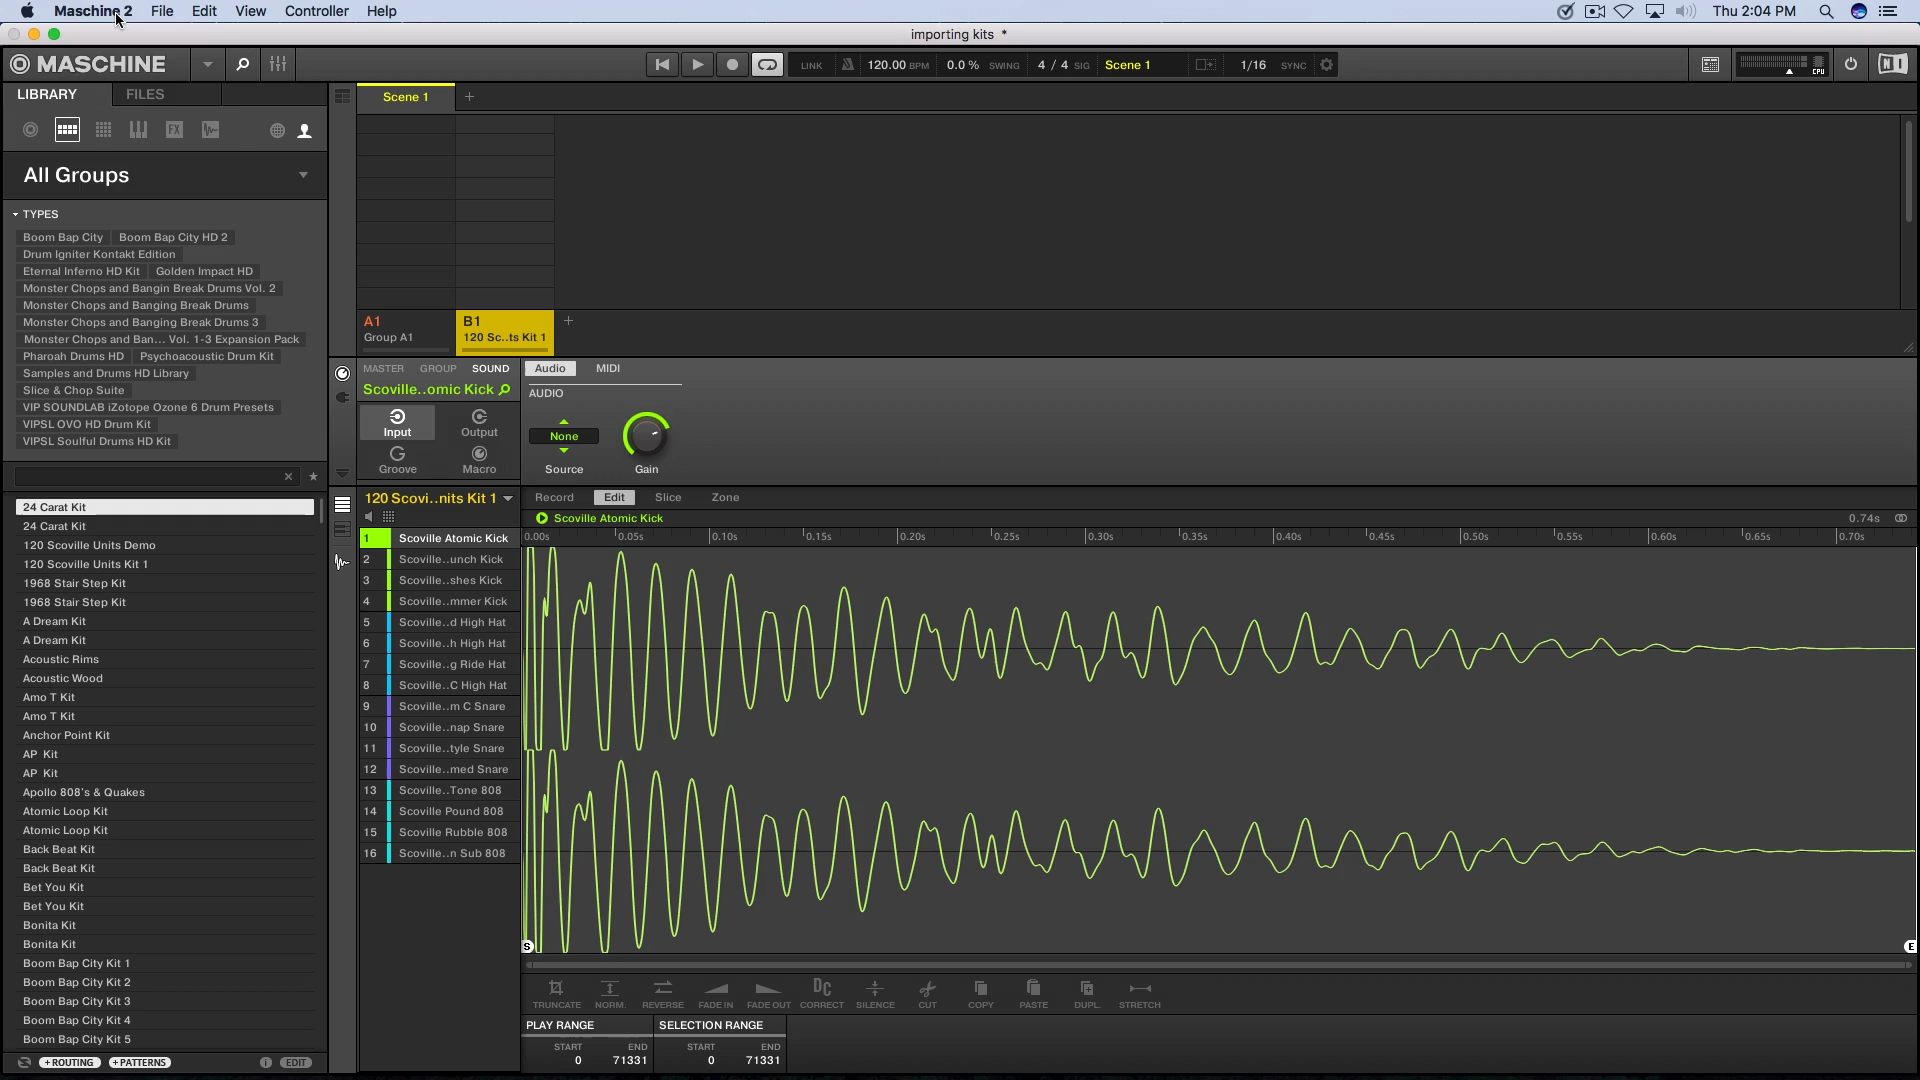 Maschine 2 File Edit View Controller Help Thu 2:04 PM
importing kits *
MASCHINE LINK 120.00 BPM 0.0 % SWING 4 / 4 SIG Scene 1 1/16 SYNC CPU
LIBRARY FILES
Scene 1 +
FX
All Groups
TYPES
Boom Bap City Boom Bap City HD 2
Drum Igniter Kontakt Edition
Eternal Inferno HD Kit Golden Impact HD
Monster Chops and Bangin Break Drums Vol. 2
Monster Chops and Banging Break Drums
Monster Chops and Banging Break Drums 3
Monster Chops and Ban... Vol. 1-3 Expansion Pack
Pharoah Drums HD Psychoacoustic Drum Kit
Samples and Drums HD Library
Slice & Chop Suite
VIP SOUNDLAB iZotope Ozone 6 Drum Presets
VIPSL OVO HD Drum Kit
VIPSL Soulful Drums HD Kit
24 Carat Kit
24 Carat Kit
120 Scoville Units Demo
120 Scoville Units Kit 1
1968 Stair Step Kit
1968 Stair Step Kit
A Dream Kit
A Dream Kit
Acoustic Rims
Acoustic Wood
Amo T Kit
Amo T Kit
Anchor Point Kit
AP Kit
AP Kit
Apollo 808's & Quakes
Atomic Loop Kit
Atomic Loop Kit
Back Beat Kit
Back Beat Kit
Bet You Kit
Bet You Kit
Bonita Kit
Bonita Kit
Boom Bap City Kit 1
Boom Bap City Kit 2
Boom Bap City Kit 3
Boom Bap City Kit 4
Boom Bap City Kit 5
+ROUTING +PATTERNS i EDIT
A1 B1 +
Group A1 120 Sc..ts Kit 1
MASTER GROUP SOUND Audio MIDI
Scoville..omic Kick AUDIO
Input Output None
Groove Macro Source Gain
120 Scovi..nits Kit 1 Record Edit Slice Zone
Scoville Atomic Kick 0.74s
0.00s 0.05s 0.10s 0.15s 0.20s 0.25s 0.30s 0.35s 0.40s 0.45s 0.50s 0.55s 0.60s 0.65s 0.70s
1 Scoville Atomic Kick
2 Scoville..unch Kick
3 Scoville..shes Kick
4 Scoville..mmer Kick
5 Scoville..d High Hat
6 Scoville..h High Hat
7 Scoville..g Ride Hat
8 Scoville..C High Hat
9 Scoville..m C Snare
10 Scoville..nap Snare
11 Scoville..tyle Snare
12 Scoville..med Snare
13 Scoville..Tone 808
14 Scoville Pound 808
15 Scoville Rubble 808
16 Scoville..n Sub 808
S E
TRUNCATE NORM. REVERSE FADE IN FADE OUT DC CORRECT SILENCE CUT COPY PASTE DUPL. STRETCH
PLAY RANGE SELECTION RANGE
START END START END
0 71331 0 71331